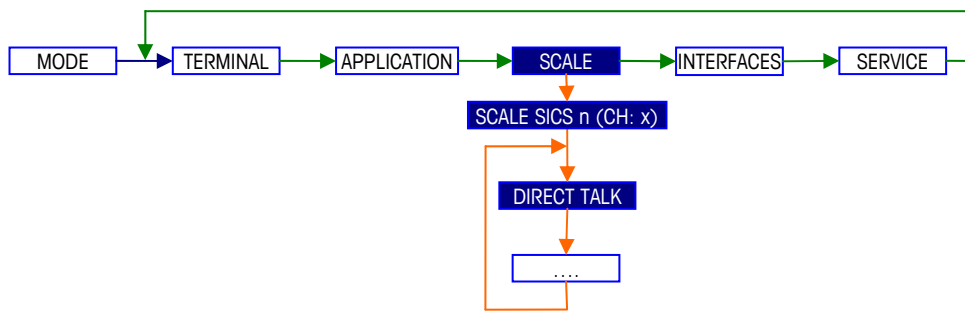 MODE
TERMINAL
APPLICATION
SCALE
INTERFACES
SERVICE
SCALE SICS n (CH: x)
DIRECT TALK
....